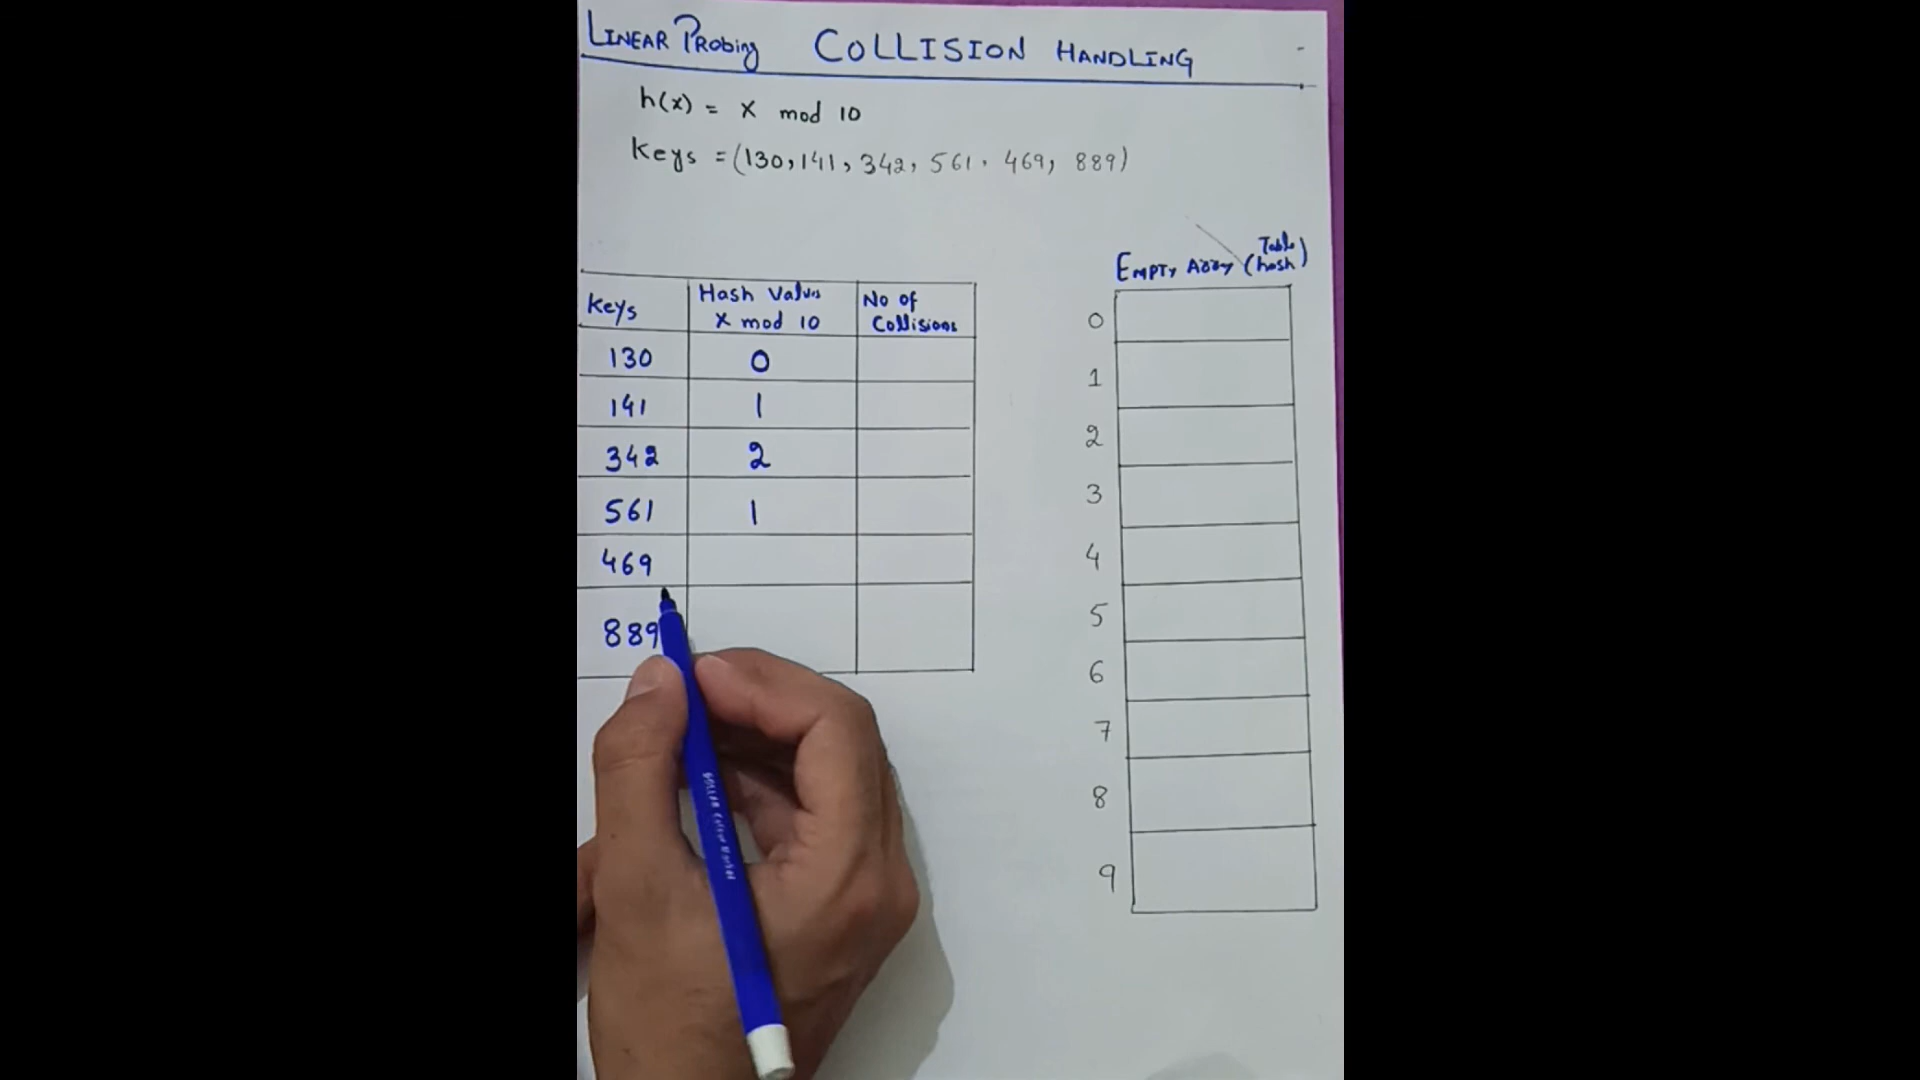 LINEAR Probing COLLISION HANDLING
h(x) = X mod 10
Keys = (130, 141, 342, 561, 469, 889)
EMPTY Array (hash Table)
Keys
Hash Values
X mod 10
No of
Collisions
130 0
141 1
342 2
561 1
469
889
0
1
2
3
4
5
6
7
8
9